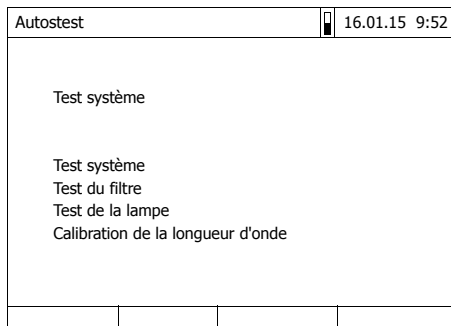 Autostest 16.01.15 9:52
Test système
Test système
Test du filtre
Test de la lampe
Calibration de la longueur d'onde